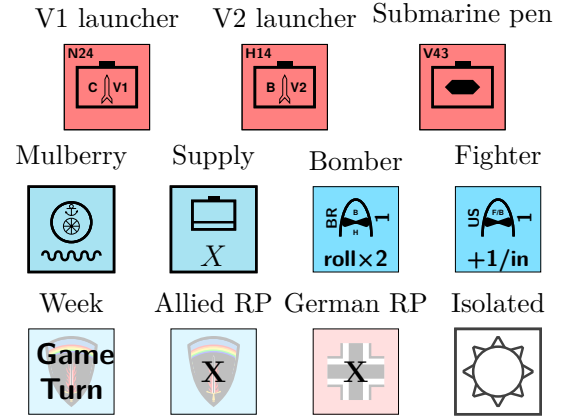 V1 launcher V2 launcher Submarine pen
N24 H14 V43
C V1 B V2
Mulberry Supply Bomber Fighter
BR B H 1 US F/B 1
X roll×2 +1/in
Week Allied RP German RP Isolated
Game Turn X X